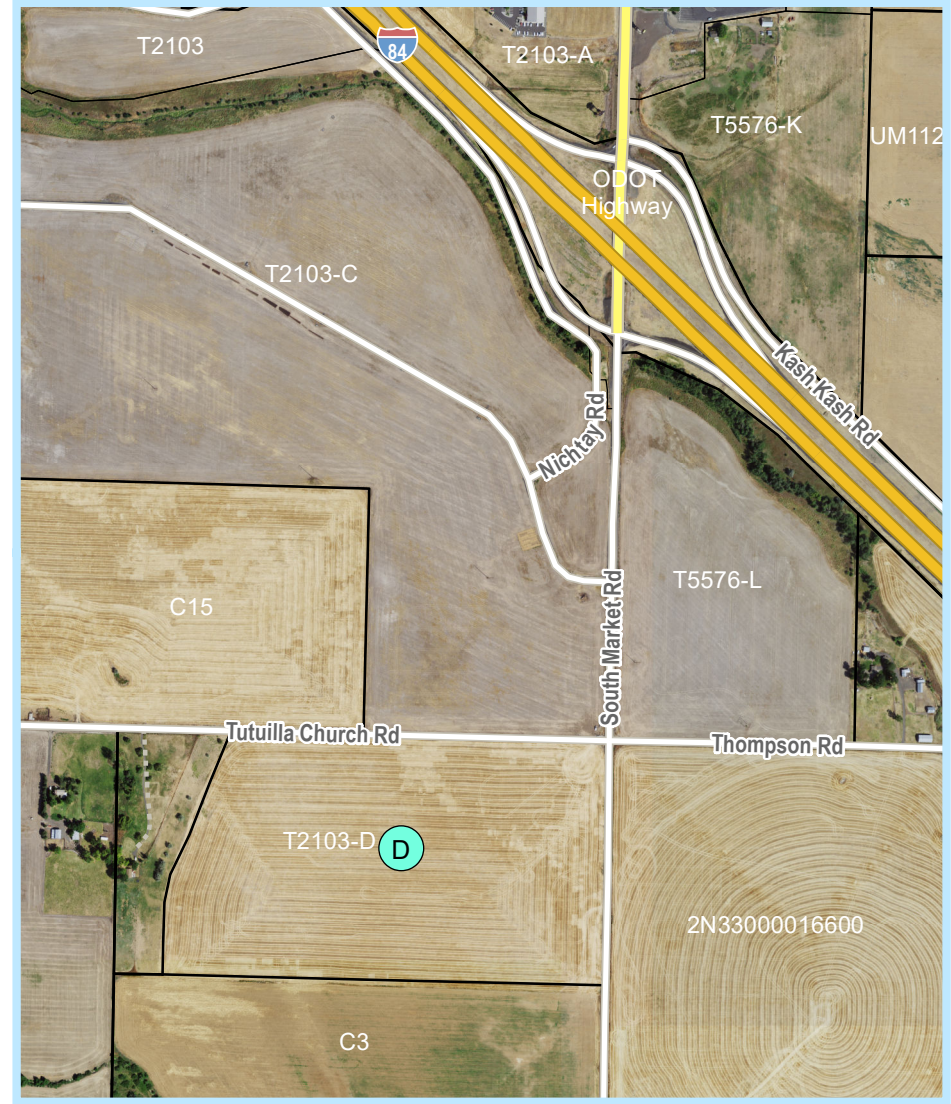 T2103
84
T2103-A
T5576-K
UM112
ODOT
Highway
T2103-C
Kash Kash Rd
Nichtay Rd
T5576-L
C15
South Market Rd
Tutuilla Church Rd
Thompson Rd
T2103-D
D
2N33000016600
C3